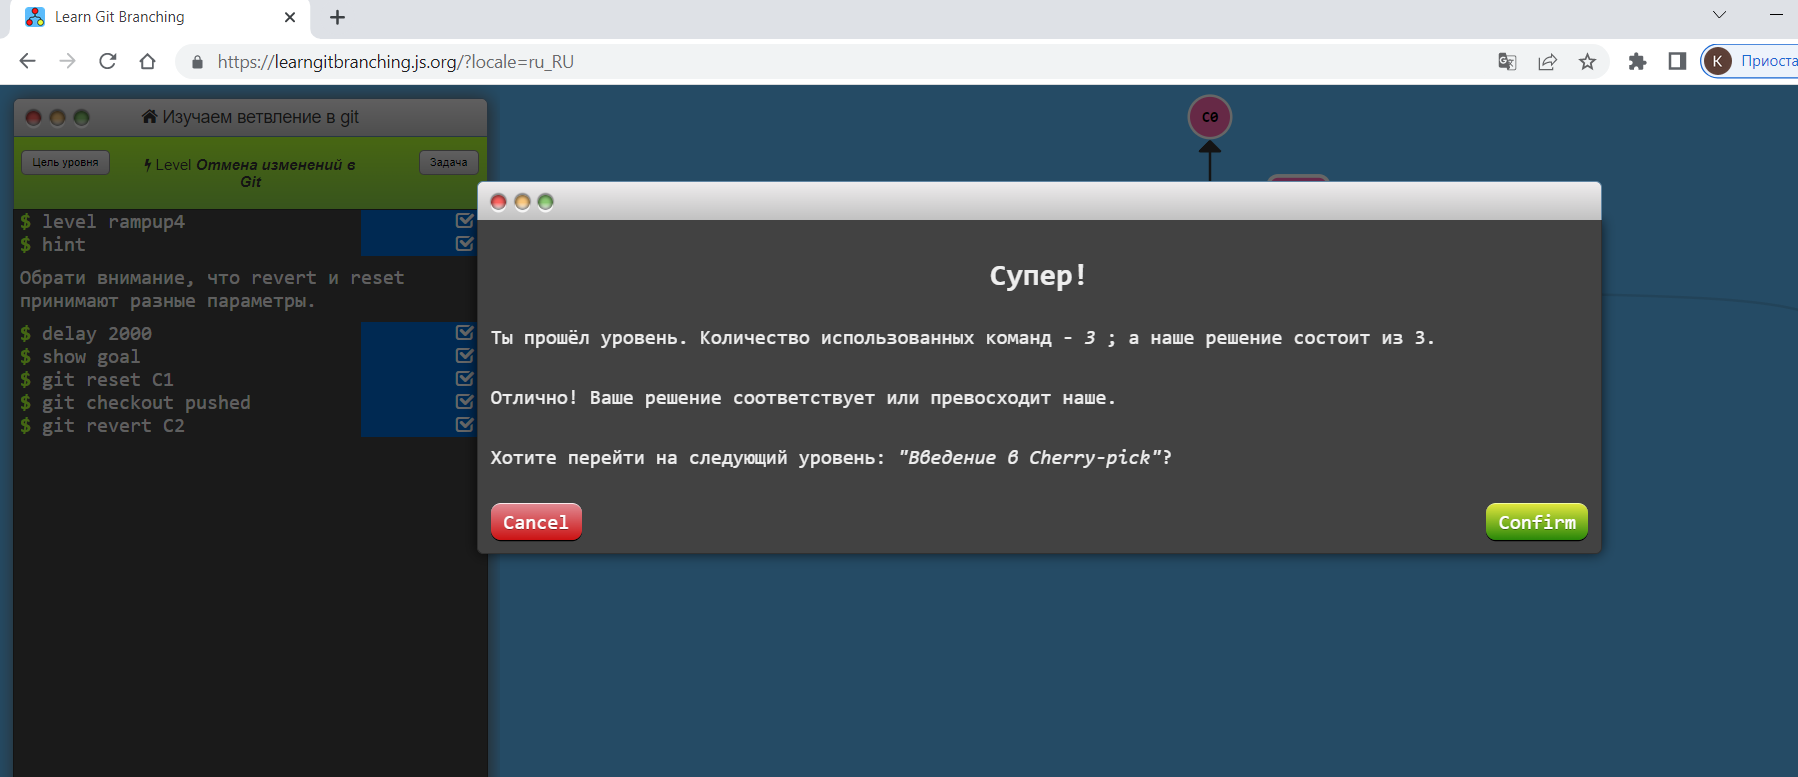 Learn Git Branching
https://learngitbranching.js.org/?locale=ru_RU
K Приоста
Изучаем ветвление в git
Цель уровня
Level Отмена изменений в
Git
Задача
$ level rampup4
$ hint
Обрати внимание, что revert и reset
принимают разные параметры.
$ delay 2000
$ show goal
$ git reset C1
$ git checkout pushed
$ git revert C2
C0
Супер!
Ты прошёл уровень. Количество использованных команд - 3 ; а наше решение состоит из 3.
Отлично! Ваше решение соответствует или превосходит наше.
Хотите перейти на следующий уровень: "Введение в Cherry-pick"?
Cancel
Confirm